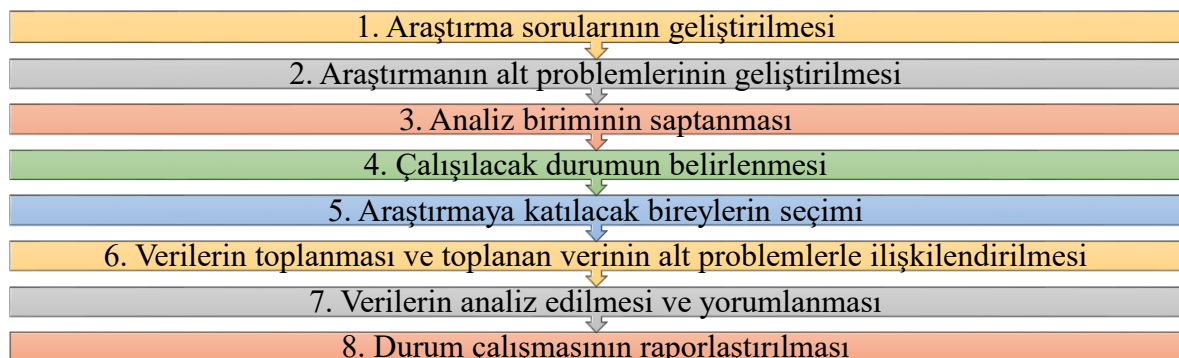 1. Araştırma sorularının geliştirilmesi
2. Araştırmanın alt problemlerinin geliştirilmesi
3. Analiz biriminin saptanması
4. Çalışılacak durumun belirlenmesi
5. Araştırmaya katılacak bireylerin seçimi
6. Verilerin toplanması ve toplanan verinin alt problemlerle ilişkilendirilmesi
7. Verilerin analiz edilmesi ve yorumlanması
8. Durum çalışmasının raporlaştırılması